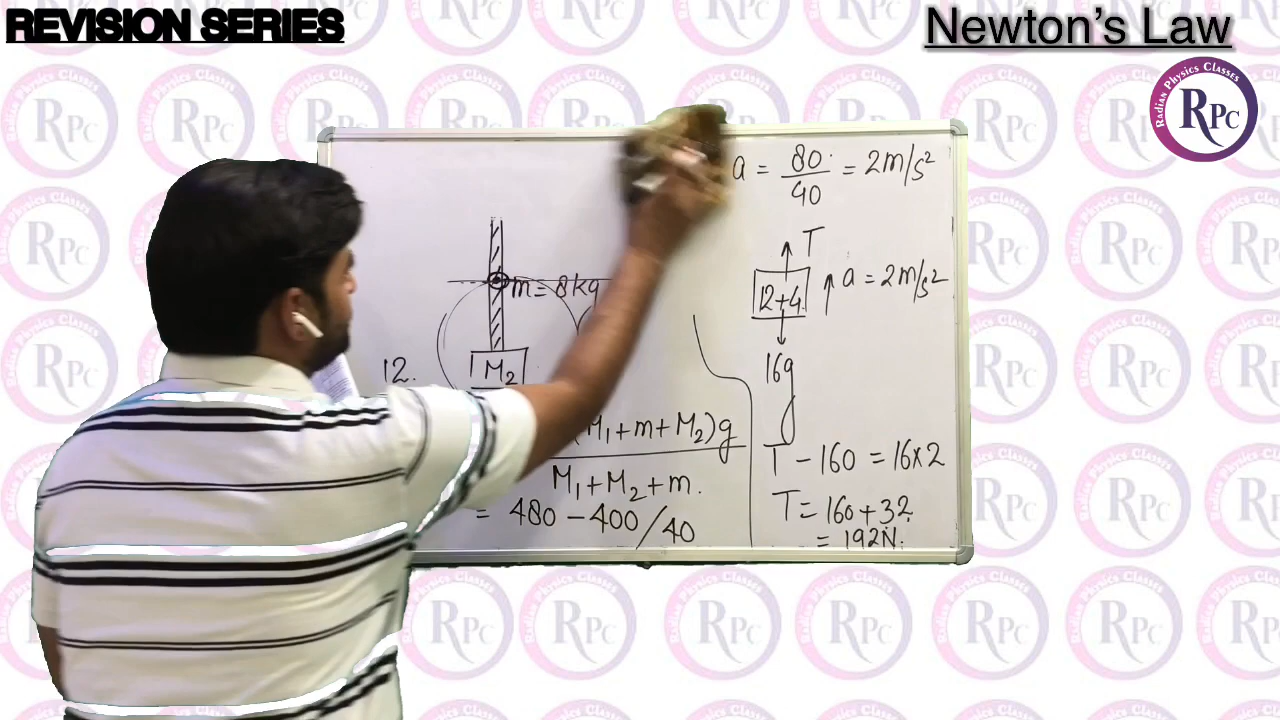 REVISION SERIES
Newton's Law
Radian Physics Classes
RPC
a = 80/40 = 2m/s²
T
12+4
a = 2m/s²
16g
m = 8kg
12.
M₂
(M₁+m+M₂)g
M₁+M₂+m.
= 480 - 400/40
T - 160 = 16×2
T = 160+32
= 192N.